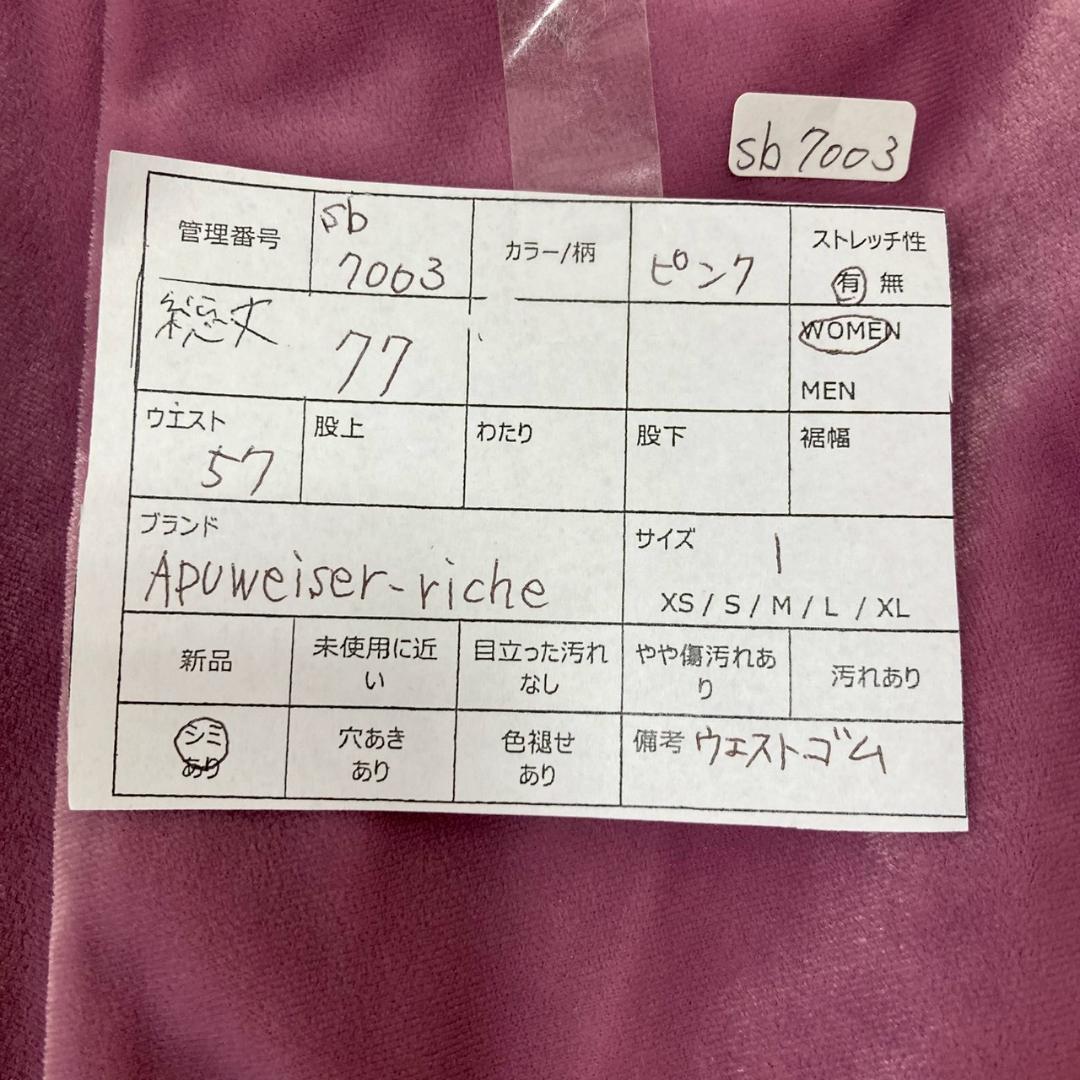 sb 7003
管理番号
sb
7003
カラー/柄
ピンク
ストレッチ性
有 無
総丈 77
WOMEN
MEN
ウエスト
57
股上
わたり
股下
裾幅
ブランド
Apuweiser-riche
サイズ 1
XS / S / M / L / XL
新品
未使用に近
い
目立った汚れ
なし
やや傷汚れあ
り
汚れあり
シミ
あり
穴あき
あり
色褪せ
あり
備考 ウエストゴム